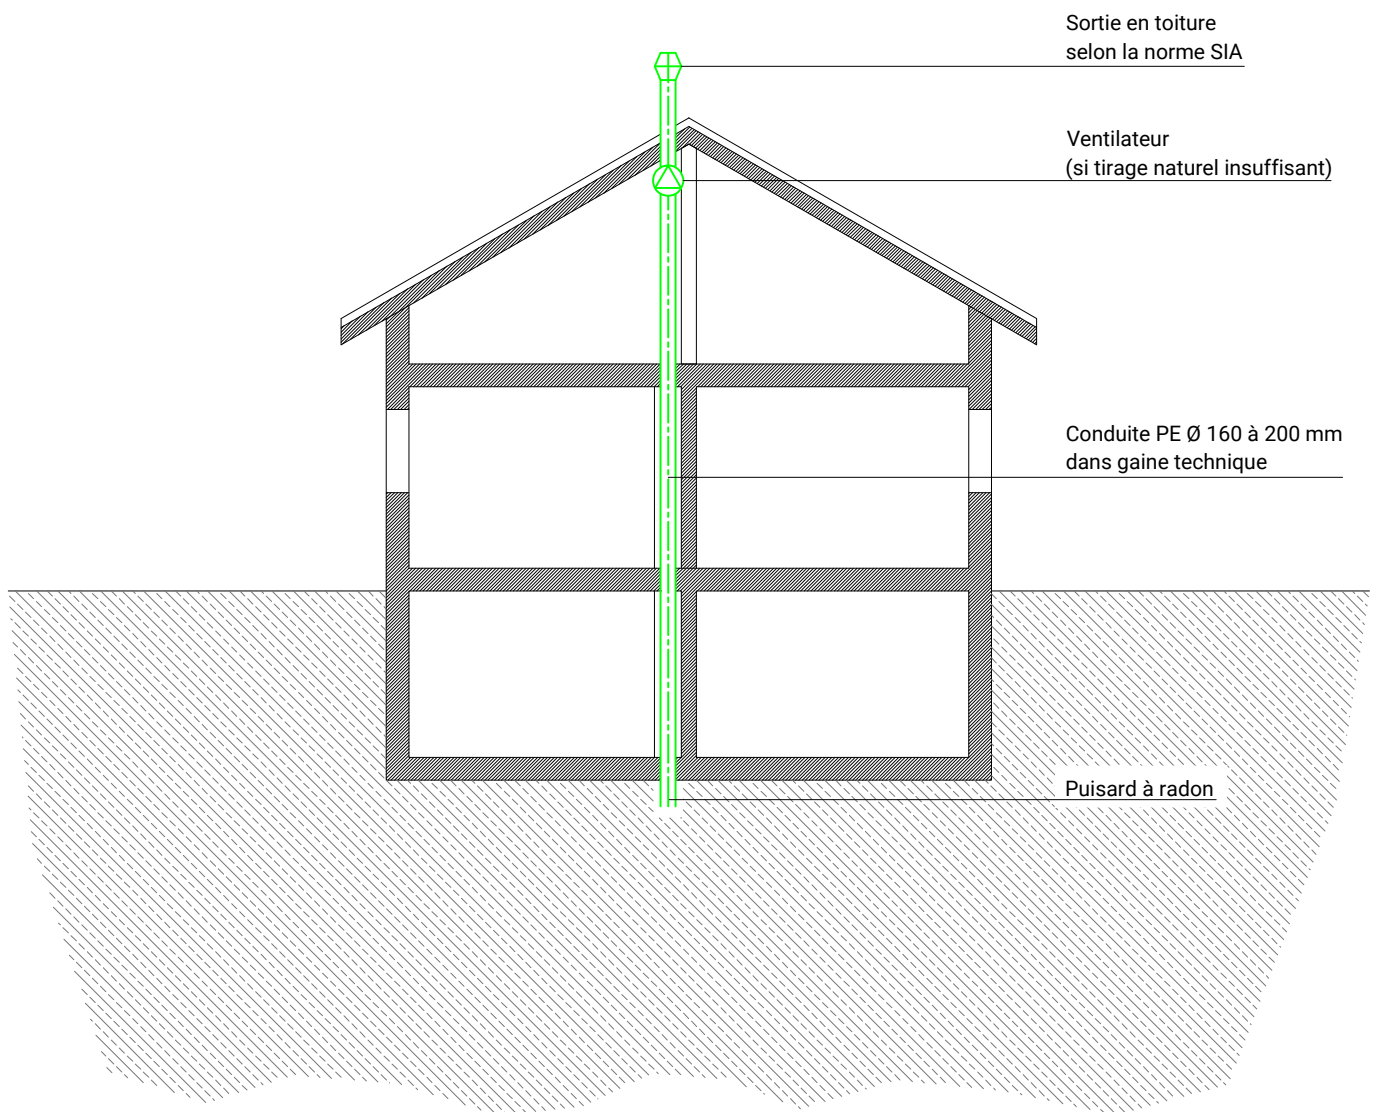 Sortie en toiture
selon la norme SIA
Ventilateur
(si tirage naturel insuffisant)
Conduite PE Ø 160 à 200 mm
dans gaine technique
Puisard à radon